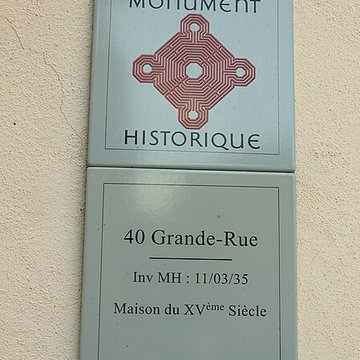 MONUMENT
HISTORIQUE
40 Grande-Rue
Inv MH : 11/03/35
Maison du XVème Siècle